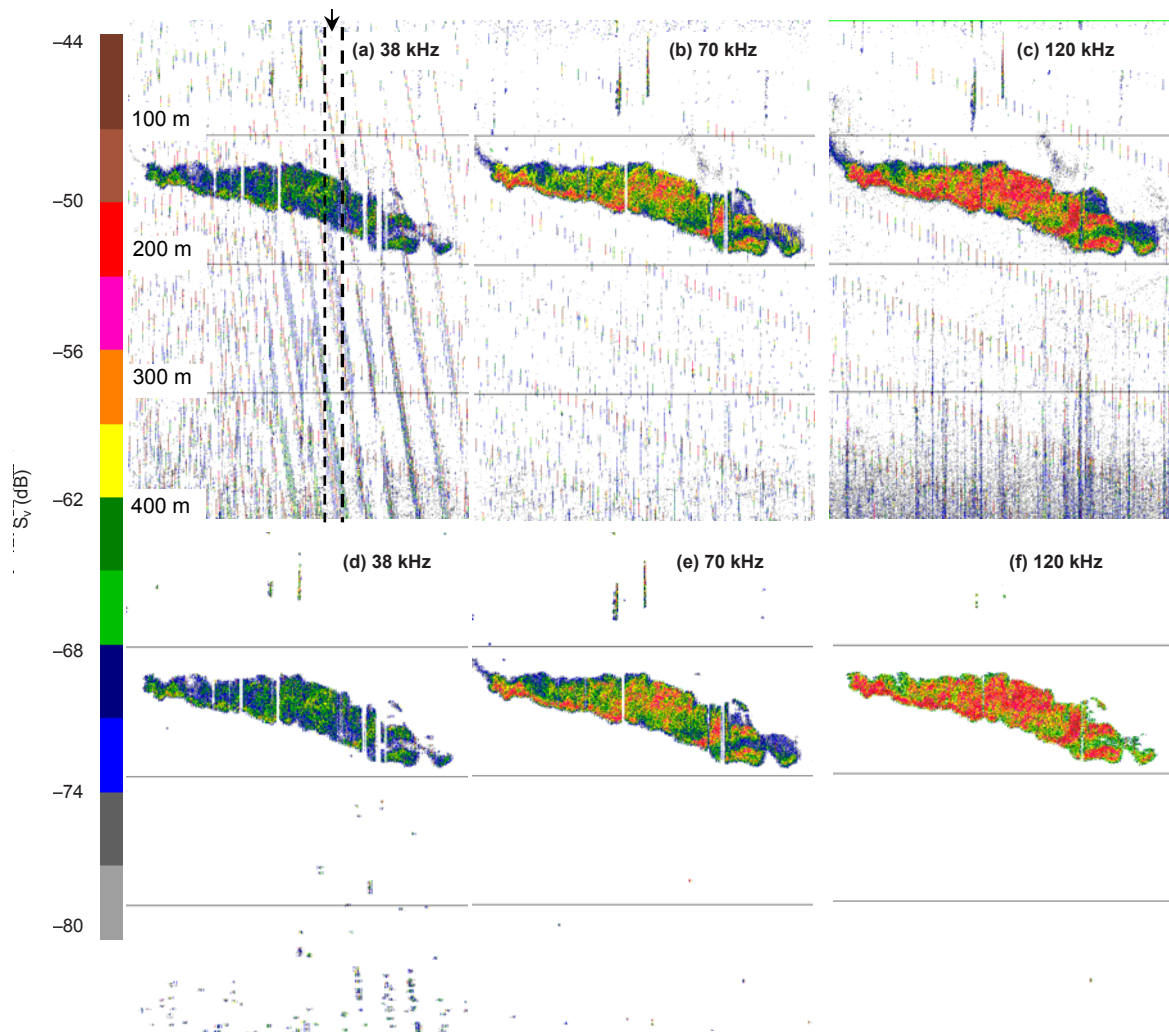 –44
(a) 38 kHz
(b) 70 kHz
(c) 120 kHz
100 m
–50
200 m
–56
300 m
–62
400 m
Sv (dB)
(d) 38 kHz
(e) 70 kHz
(f) 120 kHz
–68
–74
–80